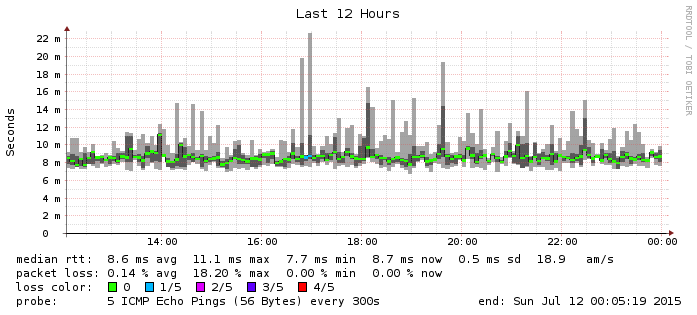 Last 12 Hours
RRDTOOL / TOBI OETIKER
Seconds
22 m
20 m
18 m
16 m
14 m
12 m
10 m
8 m
6 m
4 m
2 m
0
14:00 16:00 18:00 20:00 22:00 00:00
median rtt: 8.6 ms avg 11.1 ms max 7.7 ms min 8.7 ms now 0.5 ms sd 18.9 am/s
packet loss: 0.14 % avg 18.20 % max 0.00 % min 0.00 % now
loss color: 0 1/5 2/5 3/5 4/5
probe: 5 ICMP Echo Pings (56 Bytes) every 300s end: Sun Jul 12 00:05:19 2015